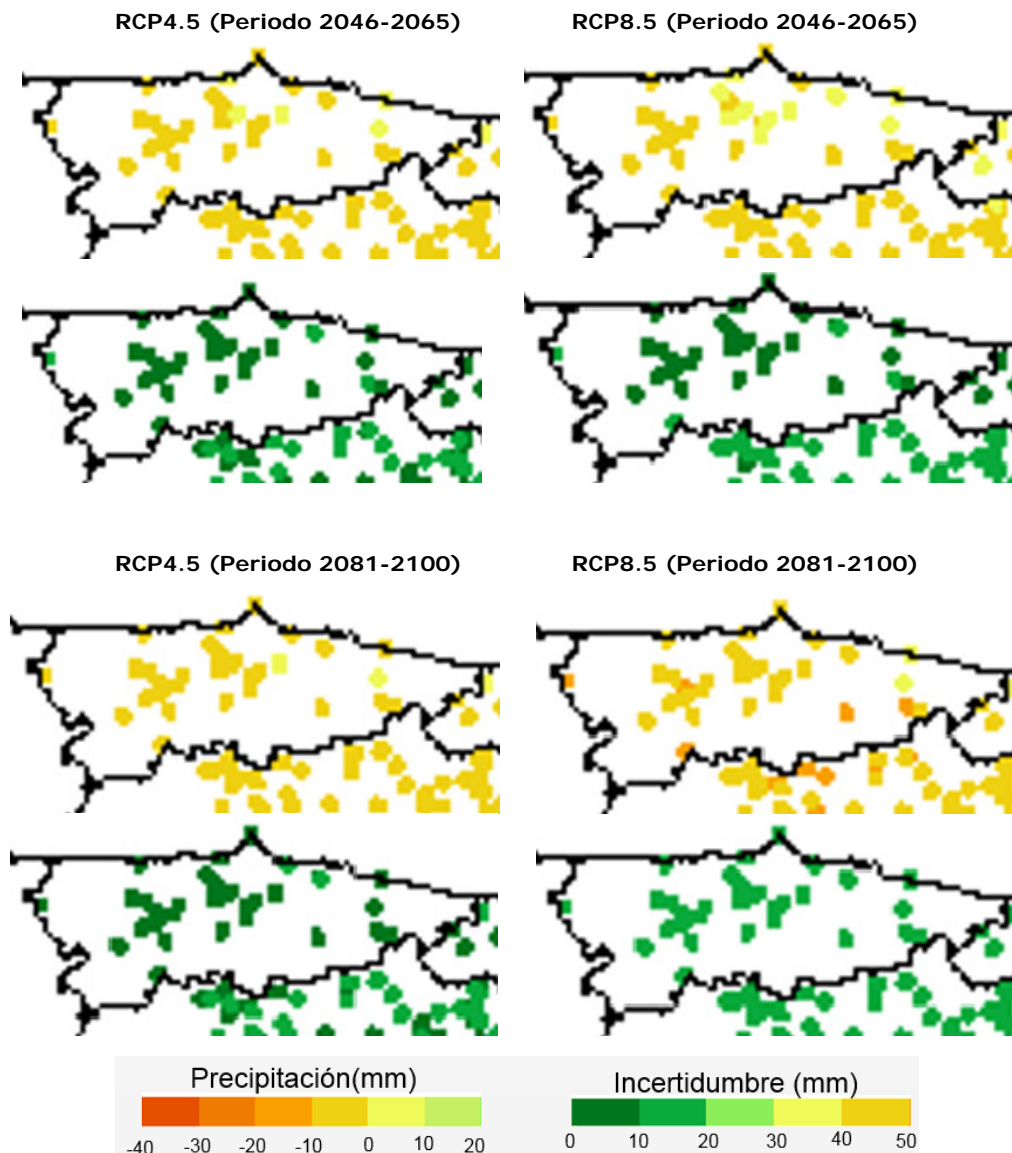 RCP4.5 (Periodo 2046-2065)
RCP8.5 (Periodo 2046-2065)
RCP4.5 (Periodo 2081-2100)
RCP8.5 (Periodo 2081-2100)
Precipitación(mm)
-40 -30 -20 -10 0 10 20
Incertidumbre (mm)
0 10 20 30 40 50